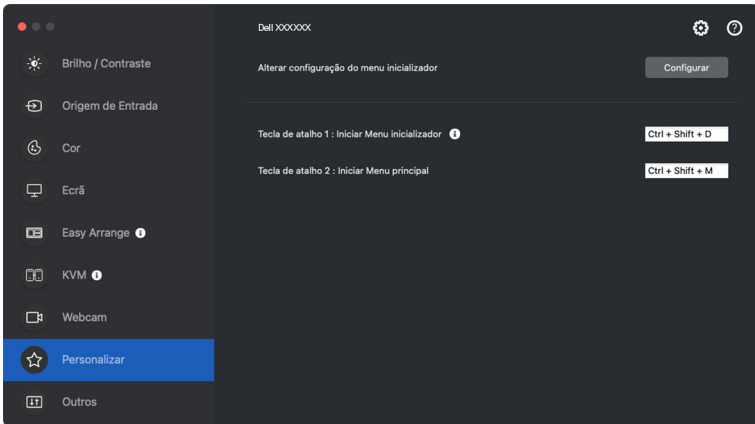 Dell XXXXXX
Brilho / Contraste
Alterar configuração do menu inicializador
Configurar
Origem de Entrada
Tecla de atalho 1 : Iniciar Menu inicializador
Ctrl + Shift + D
Cor
Tecla de atalho 2 : Iniciar Menu principal
Ctrl + Shift + M
Ecrã
Easy Arrange
KVM
Webcam
Personalizar
Outros